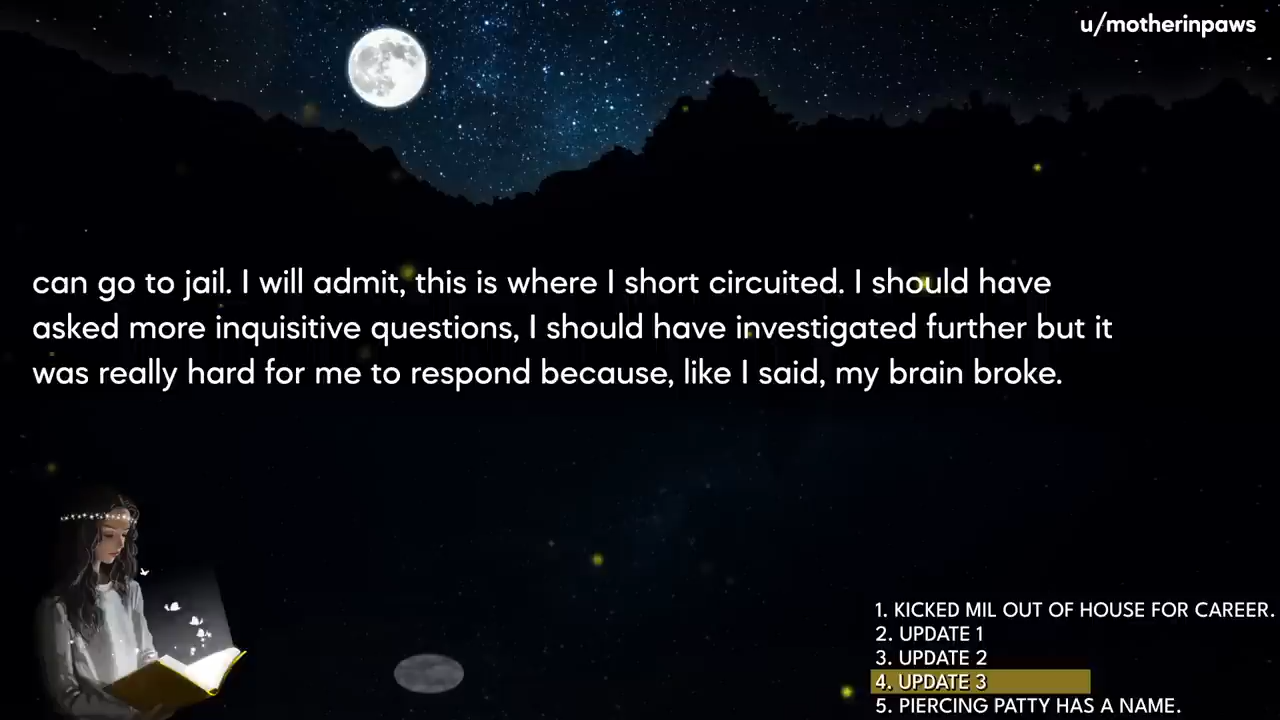 u/motherinpaws
can go to jail. I will admit, this is where I short circuited. I should have
asked more inquisitive questions, I should have investigated further but it
was really hard for me to respond because, like I said, my brain broke.
1. KICKED MIL OUT OF HOUSE FOR CAREER.
2. UPDATE 1
3. UPDATE 2
4. UPDATE 3
5. PIERCING PATTY HAS A NAME.